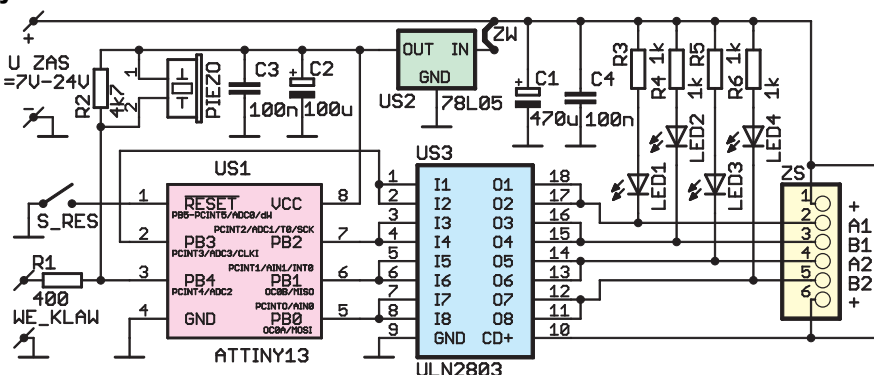 +
U ZAS
=7V-24V
-
R2
4k7
1
2
PIEZO
C3
100n
C2
100u
OUT IN
GND
US2
78L05
ZW
C1
470u
C4
100n
R3
1k
R4
1k
R5
1k
R6
1k
LED1
LED2
LED3
LED4
S_RES
R1
400
WE_KLAW
US1
1
2
3
4
RESET
PB5-PCINT5/ADC0/dW
PB3
PCINT3/ADC3/CLKI
PB4
PCINT4/ADC2
GND
VCC
PCINT2/ADC1/T0/SCK
PB2
PCINT1/AIN1/INT0
PB1
OC0B/MISO
PCINT0/AIN0
PB0
OC0A/MOSI
8
7
6
5
ATTINY13
US3
1
2
3
4
5
6
7
8
9
I1 O1
I2 O2
I3 O3
I4 O4
I5 O5
I6 O6
I7 O7
I8 O8
GND CD+
18
17
16
15
14
13
12
11
10
ULN2803
ZS
1 +
2 A1
3 B1
4 A2
5 B2
6 +